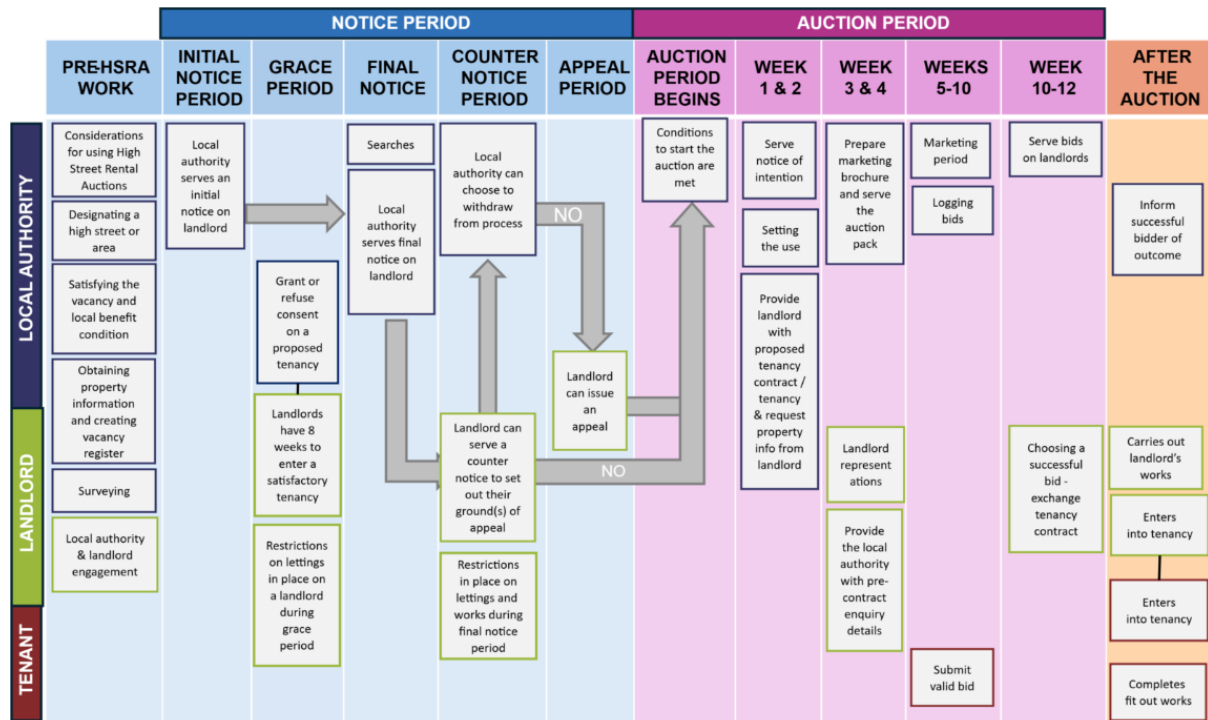 NOTICE PERIOD
AUCTION PERIOD
PRE-HSRA
WORK
INITIAL
NOTICE
PERIOD
GRACE
PERIOD
FINAL
NOTICE
COUNTER
NOTICE
PERIOD
APPEAL
PERIOD
AUCTION
PERIOD
BEGINS
WEEK
1 & 2
WEEK
3 & 4
WEEKS
5-10
WEEK
10-12
AFTER
THE
AUCTION
LOCAL AUTHORITY
LANDLORD
TENANT
Considerations
for using High
Street Rental
Auctions
Designating a
high street or
area
Satisfying the
vacancy and
local benefit
condition
Obtaining
property
information
and creating
vacancy
register
Surveying
Local authority
& landlord
engagement
Local
authority
serves an
initial
notice on
landlord
Grant or
refuse
consent
on a
proposed
tenancy
Landlords
have 8
weeks to
enter a
satisfactory
tenancy
Restrictions
on lettings
in place on
a landlord
during
grace
period
Searches
Local
authority
serves final
notice on
landlord
Local
authority can
choose to
withdraw
from process
NO
Landlord can
serve a
counter
notice to set
out their
ground(s) of
appeal
NO
Restrictions
in place on
lettings and
works during
final notice
period
Landlord
can issue
an
appeal
Conditions
to start the
auction are
met
Serve
notice of
intention
Setting
the use
Provide
landlord
with
proposed
tenancy
contract /
tenancy
& request
property
info from
landlord
Prepare
marketing
brochure
and serve
the
auction
pack
Landlord
represent
ations
Provide
the local
authority
with pre-
contract
enquiry
details
Marketing
period
Logging
bids
Submit
valid bid
Serve bids
on landlords
Choosing a
successful
bid -
exchange
tenancy
contract
Inform
successful
bidder of
outcome
Carries out
landlord's
works
Enters
into tenancy
Enters
into tenancy
Completes
fit out works